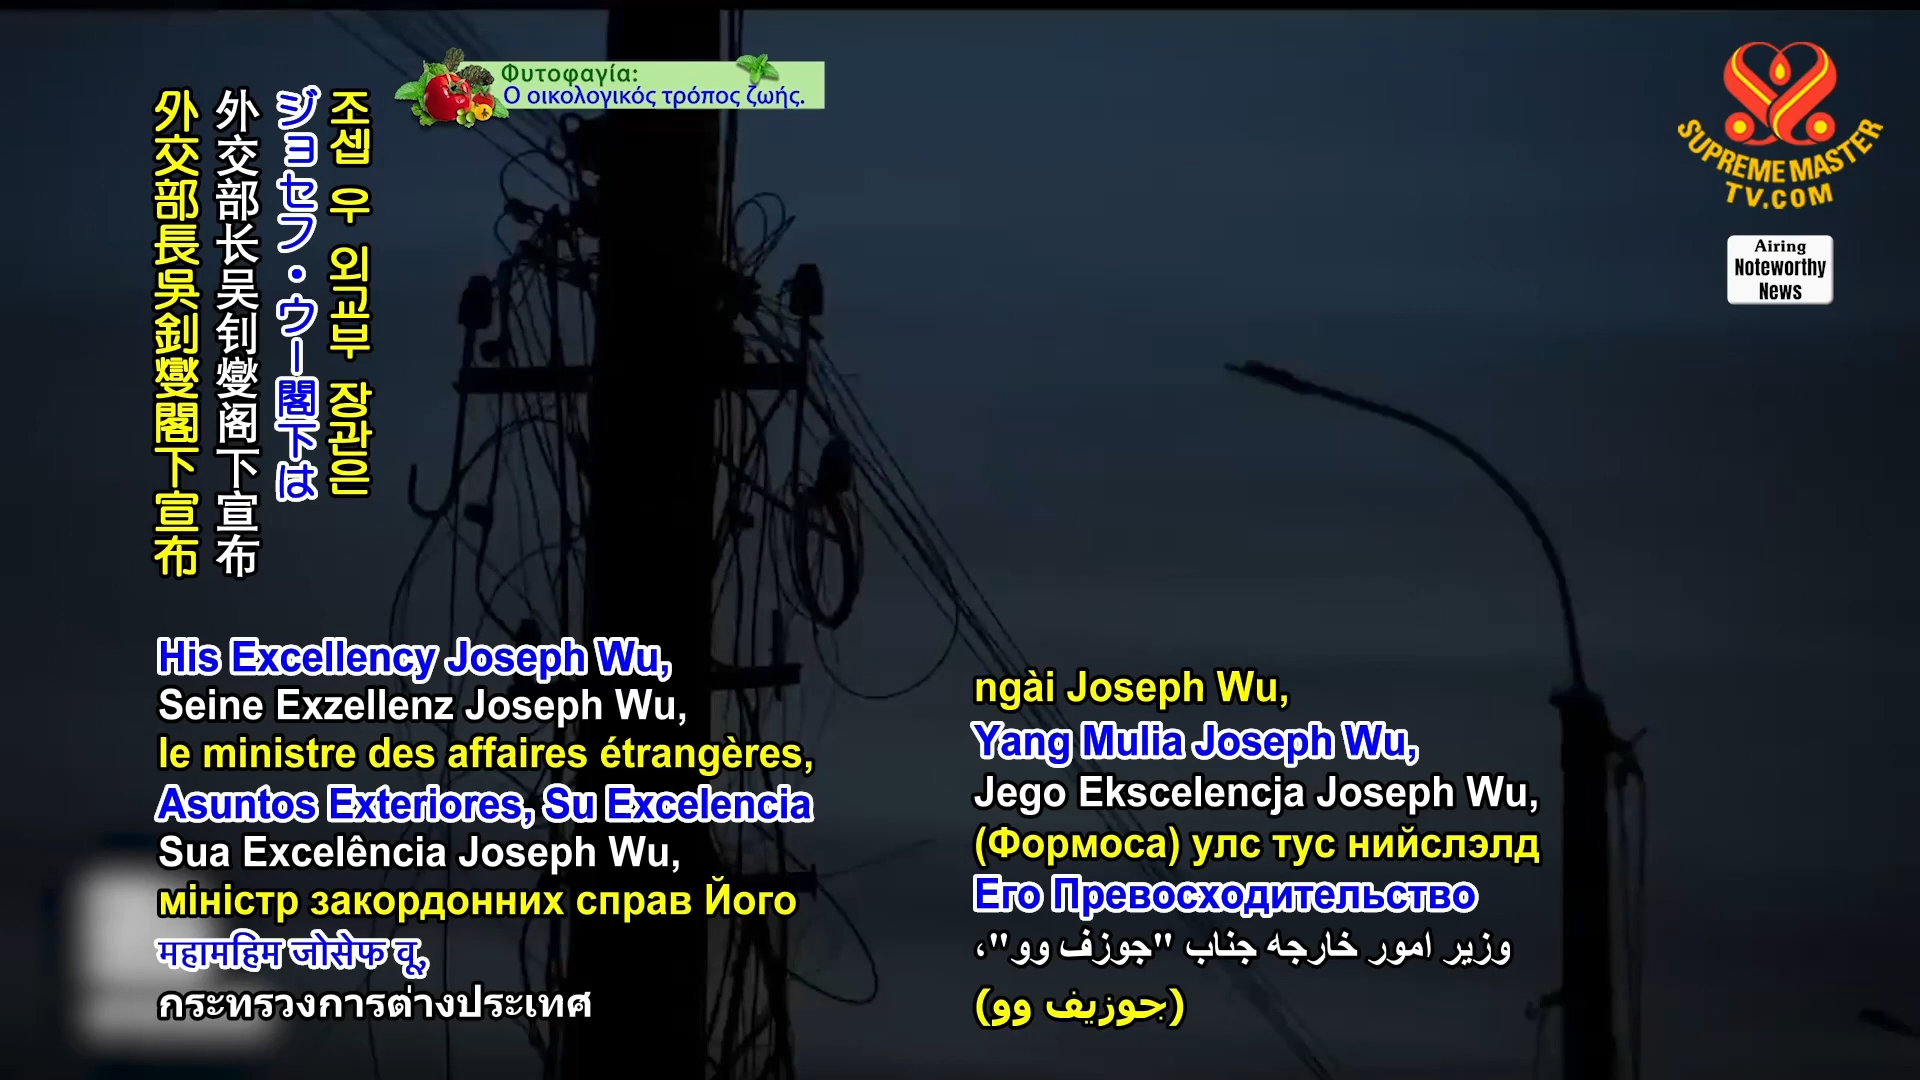 Φυτοφαγία:
Ο οικολογικός τρόπος ζωής.
SUPREME MASTER
TV.COM
Airing
Noteworthy
News
조셉 우 외교부 장관은
ジョセフ・ウー閣下は
外交部长吴钊燮阁下宣布
外交部長吳釗燮閣下宣布
His Excellency Joseph Wu,
Seine Exzellenz Joseph Wu,
le ministre des affaires étrangères,
Asuntos Exteriores, Su Excelencia
Sua Excelência Joseph Wu,
міністр закордонних справ Його
महामहिम जोसेफ वू,
กระทรวงการต่างประเทศ
ngài Joseph Wu,
Yang Mulia Joseph Wu,
Jego Ekscelencja Joseph Wu,
(Формоса) улс тус нийслэлд
Его Превосходительство
وزیر امور خارجه جناب "جوزف وو"،
(جوزيف وو)